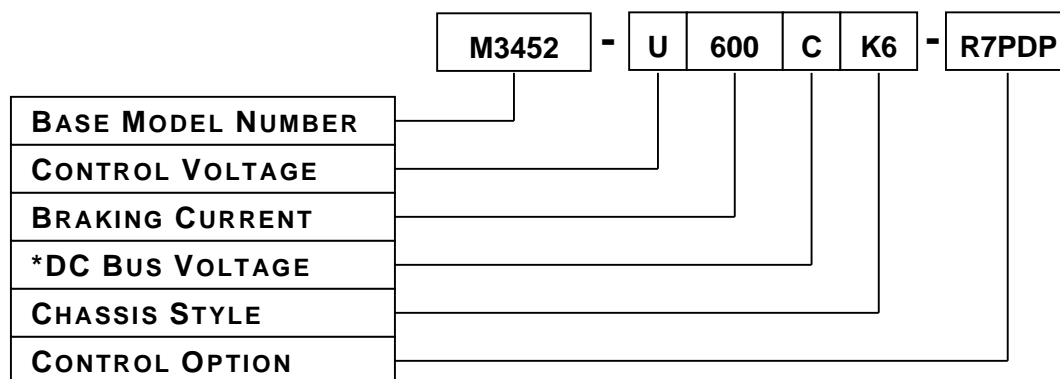 M3452 - U 600 C K6 - R7PDP
BASE MODEL NUMBER
CONTROL VOLTAGE
BRAKING CURRENT
*DC BUS VOLTAGE
CHASSIS STYLE
CONTROL OPTION